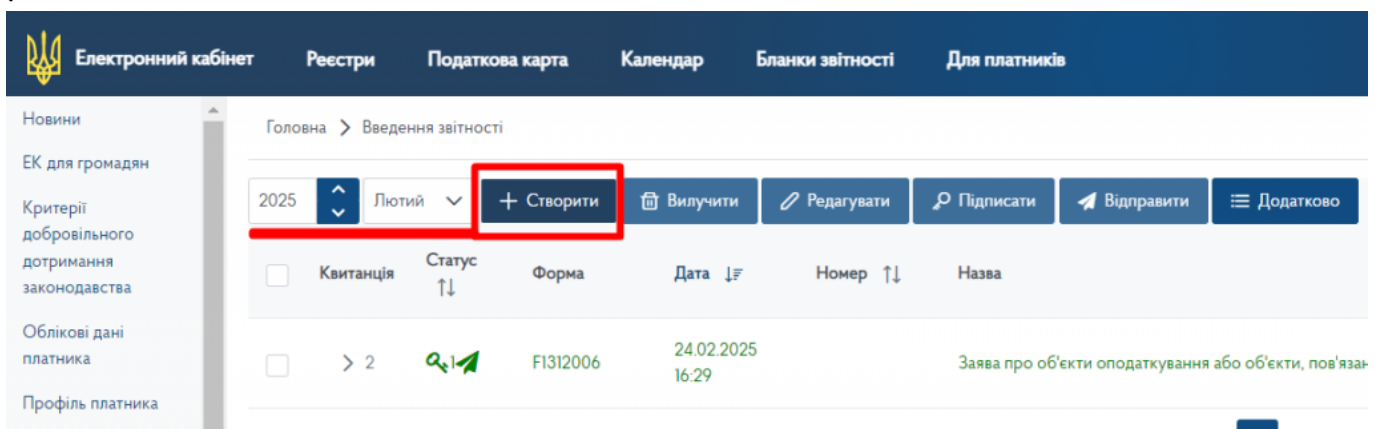 Електронний кабінет Реєстри Податкова карта Календар Бланки звітності Для платників
Новини
Головна > Введення звітності
ЕК для громадян
2025 Лютий + Створити Вилучити Редагувати Підписати Відправити Додатково
Критерії
добровільного
дотримання
законодавства
Квитанція Статус Форма Дата Номер Назва
Облікові дані
платника
> 2 1 F1312006 24.02.2025
16:29
Заява про об'єкти оподаткування або об'єкти, пов'язан
Профіль платника